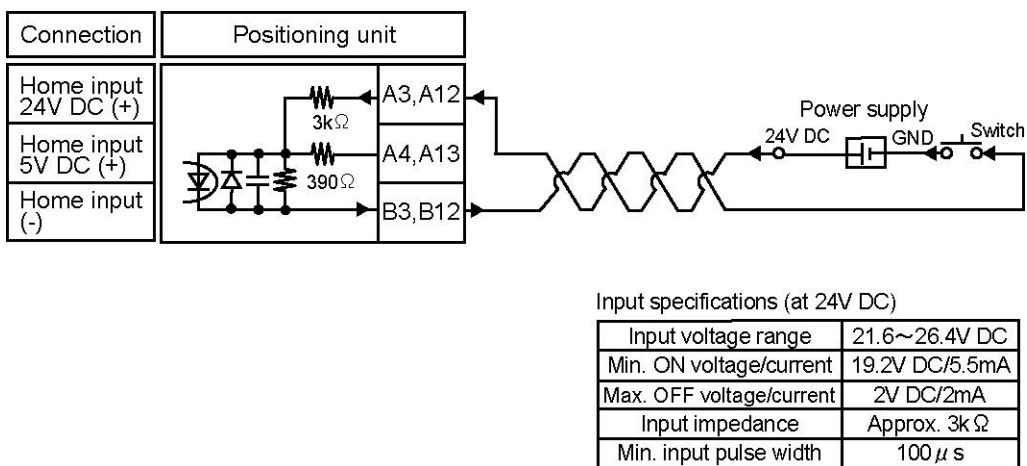 Connection
Positioning unit
Home input
24V DC (+)
Home input
5V DC (+)
Home input
(-)
3kΩ
390Ω
A3,A12
A4,A13
B3,B12
Power supply
24V DC
GND
Switch
Input specifications (at 24V DC)
Input voltage range 21.6～26.4V DC
Min. ON voltage/current 19.2V DC/5.5mA
Max. OFF voltage/current 2V DC/2mA
Input impedance Approx. 3kΩ
Min. input pulse width 100μs